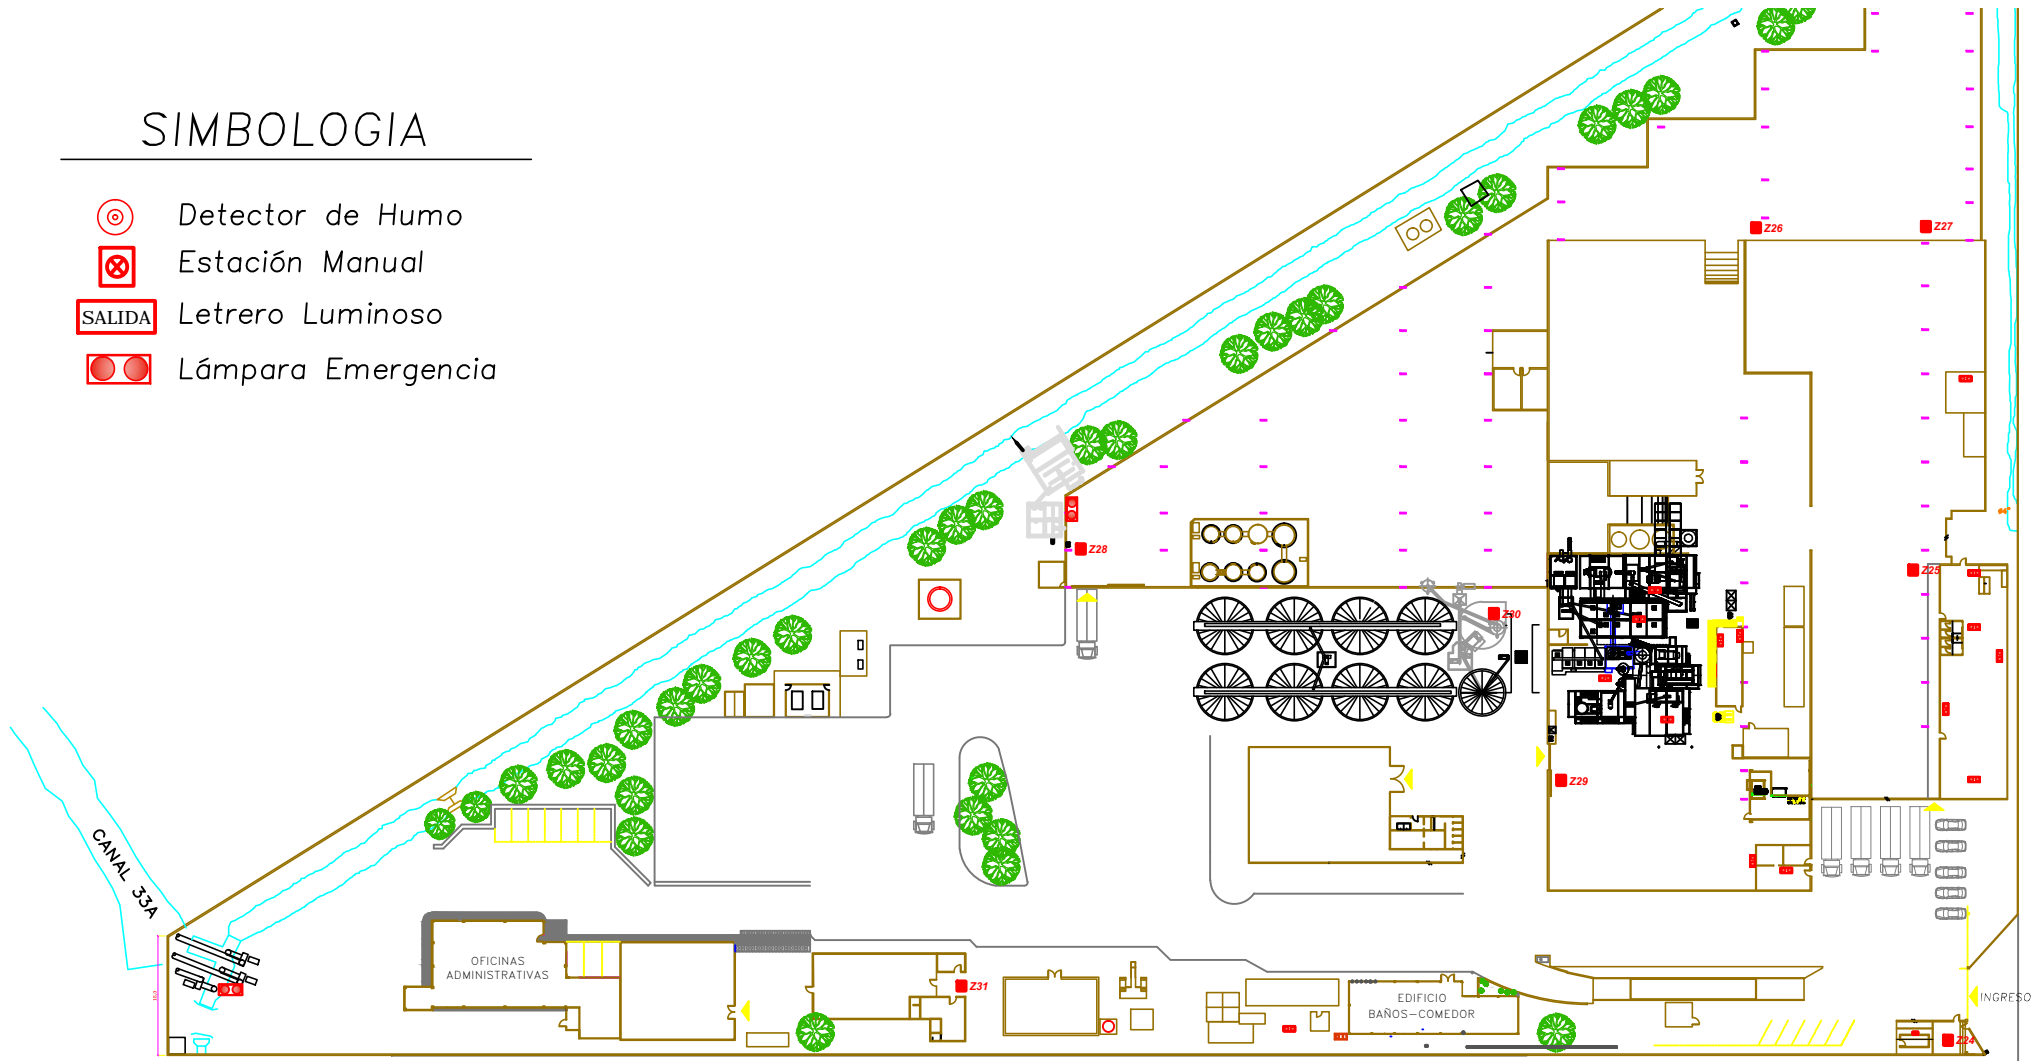 SIMBOLOGIA
Detector de Humo
Estación Manual
SALIDA
Letrero Luminoso
Lámpara Emergencia
Z26
Z27
Z28
Z25
Z30
Z29
CANAL 33A
OFICINAS
ADMINISTRATIVAS
Z31
EDIFICIO
BAÑOS-COMEDOR
INGRESO
Z24